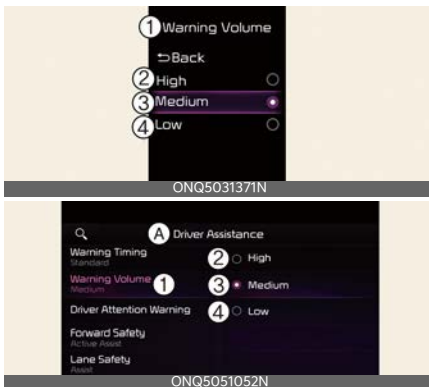 1 Warning Volume
Back
2 High
3 Medium
4 Low
ONQ5031371N
A Driver Assistance
Warning Timing
Standard
2 High
Warning Volume 1
Medium
3 Medium
Driver Attention Warning
4 Low
Forward Safety
Active Assist
Lane Safety
Assist
ONQ5051052N